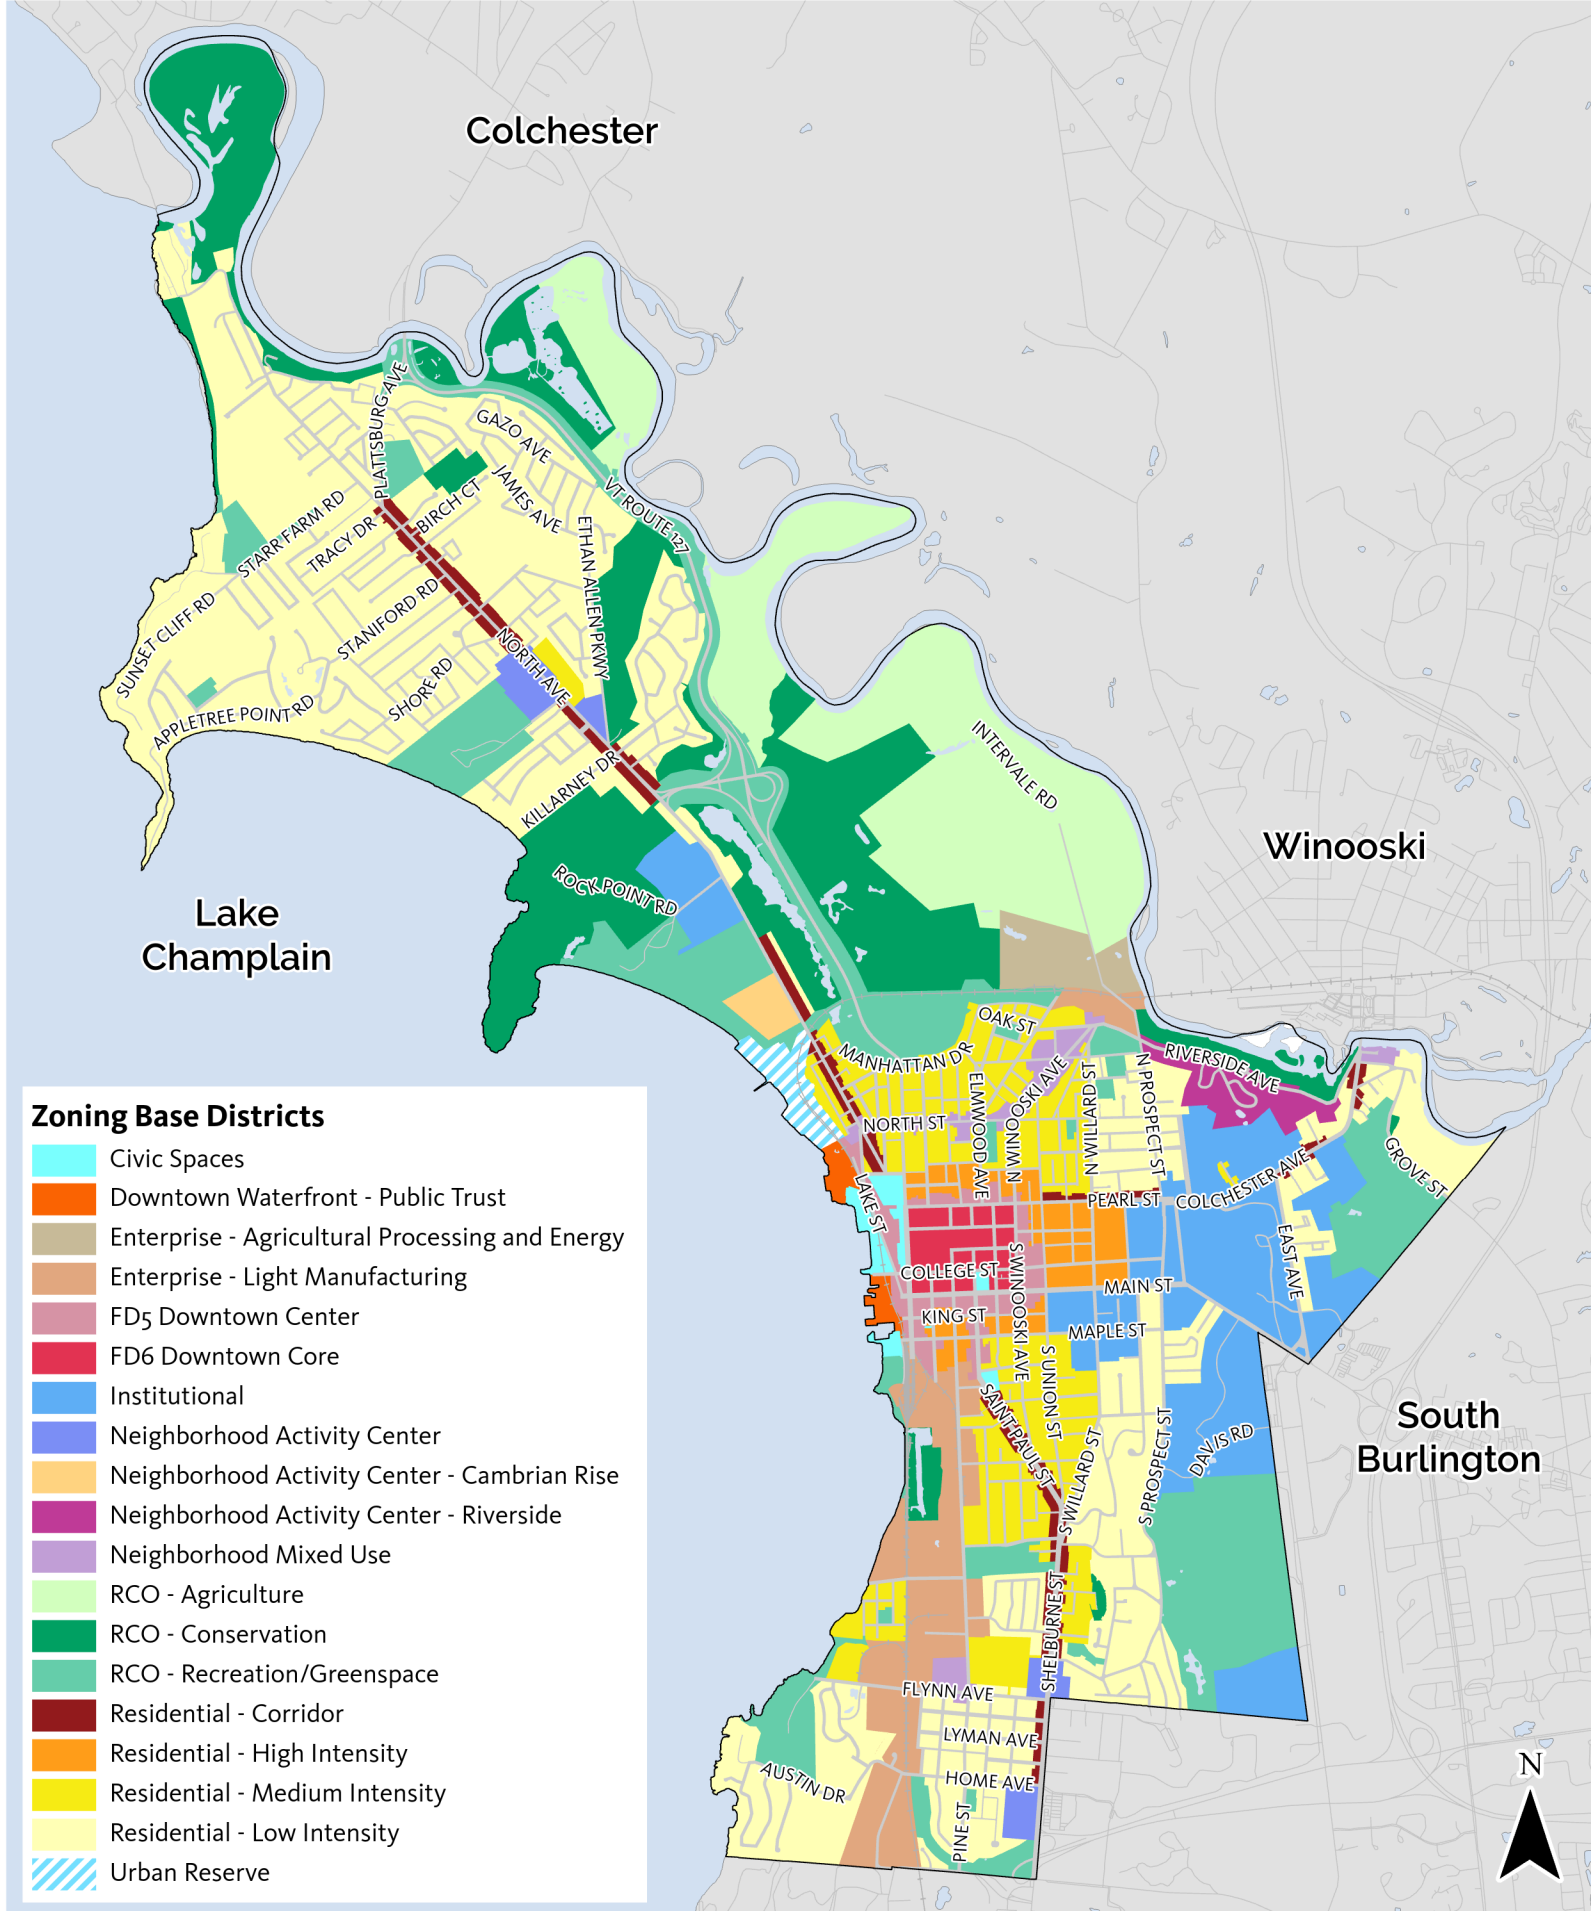 Colchester
PLATTSBURG AVE
GAZO AVE
JAMES AVE
BIRCH CT
VT ROUTE 127
STARR FARM RD
TRACY DR
ETHAN ALLEN PKWY
STANIFORD RD
SUNSET CLIFF RD
NORTH AVE
SHORE RD
APPLETREE POINT RD
INTERVALE RD
KILLARNEY DR
Winooski
ROCK POINT RD
Lake
Champlain
OAK ST
MANHATTAN DR
RIVERSIDE AVE
N PROSPECT ST
ELMWOOD AVE
N WINOOSKI AVE
N WILLARD ST
NORTH ST
GROVE ST
COLCHESTER AVE
PEARL ST
LAKE ST
EAST AVE
S WINOOSKI AVE
COLLEGE ST
MAIN ST
KING ST
MAPLE ST
S UNION ST
SAINT PAUL ST
South
Burlington
S WILLARD ST
S PROSPECT ST
DAVIS RD
SHELBURNE ST
FLYNN AVE
LYMAN AVE
HOME AVE
AUSTIN DR
PINE ST
N
Zoning Base Districts
Civic Spaces
Downtown Waterfront - Public Trust
Enterprise - Agricultural Processing and Energy
Enterprise - Light Manufacturing
FD5 Downtown Center
FD6 Downtown Core
Institutional
Neighborhood Activity Center
Neighborhood Activity Center - Cambrian Rise
Neighborhood Activity Center - Riverside
Neighborhood Mixed Use
RCO - Agriculture
RCO - Conservation
RCO - Recreation/Greenspace
Residential - Corridor
Residential - High Intensity
Residential - Medium Intensity
Residential - Low Intensity
Urban Reserve